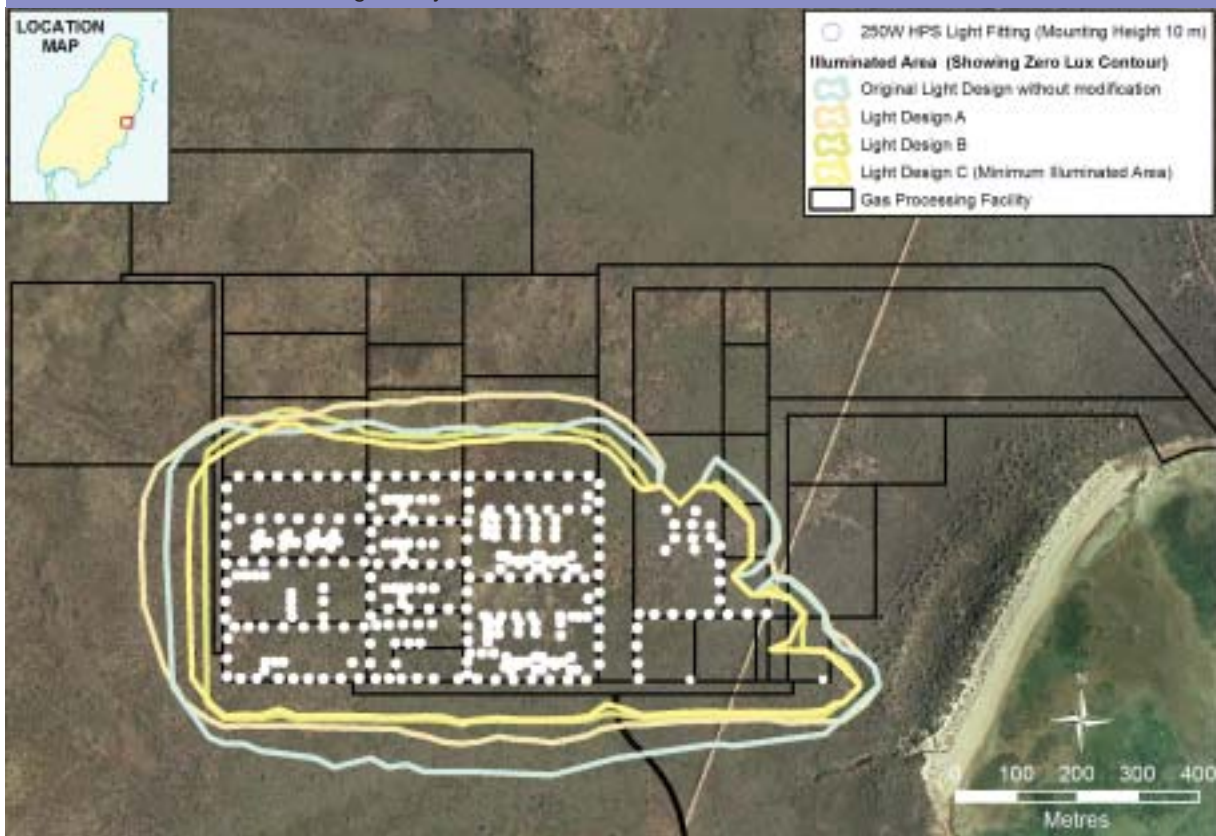 LOCATION
MAP
250W HPS Light Fitting (Mounting Height 10 m)
Illuminated Area (Showing Zero Lux Contour)
Original Light Design without modification
Light Design A
Light Design B
Light Design C (Minimum Illuminated Area)
Gas Processing Facility
N
0 100 200 300 400
Metres